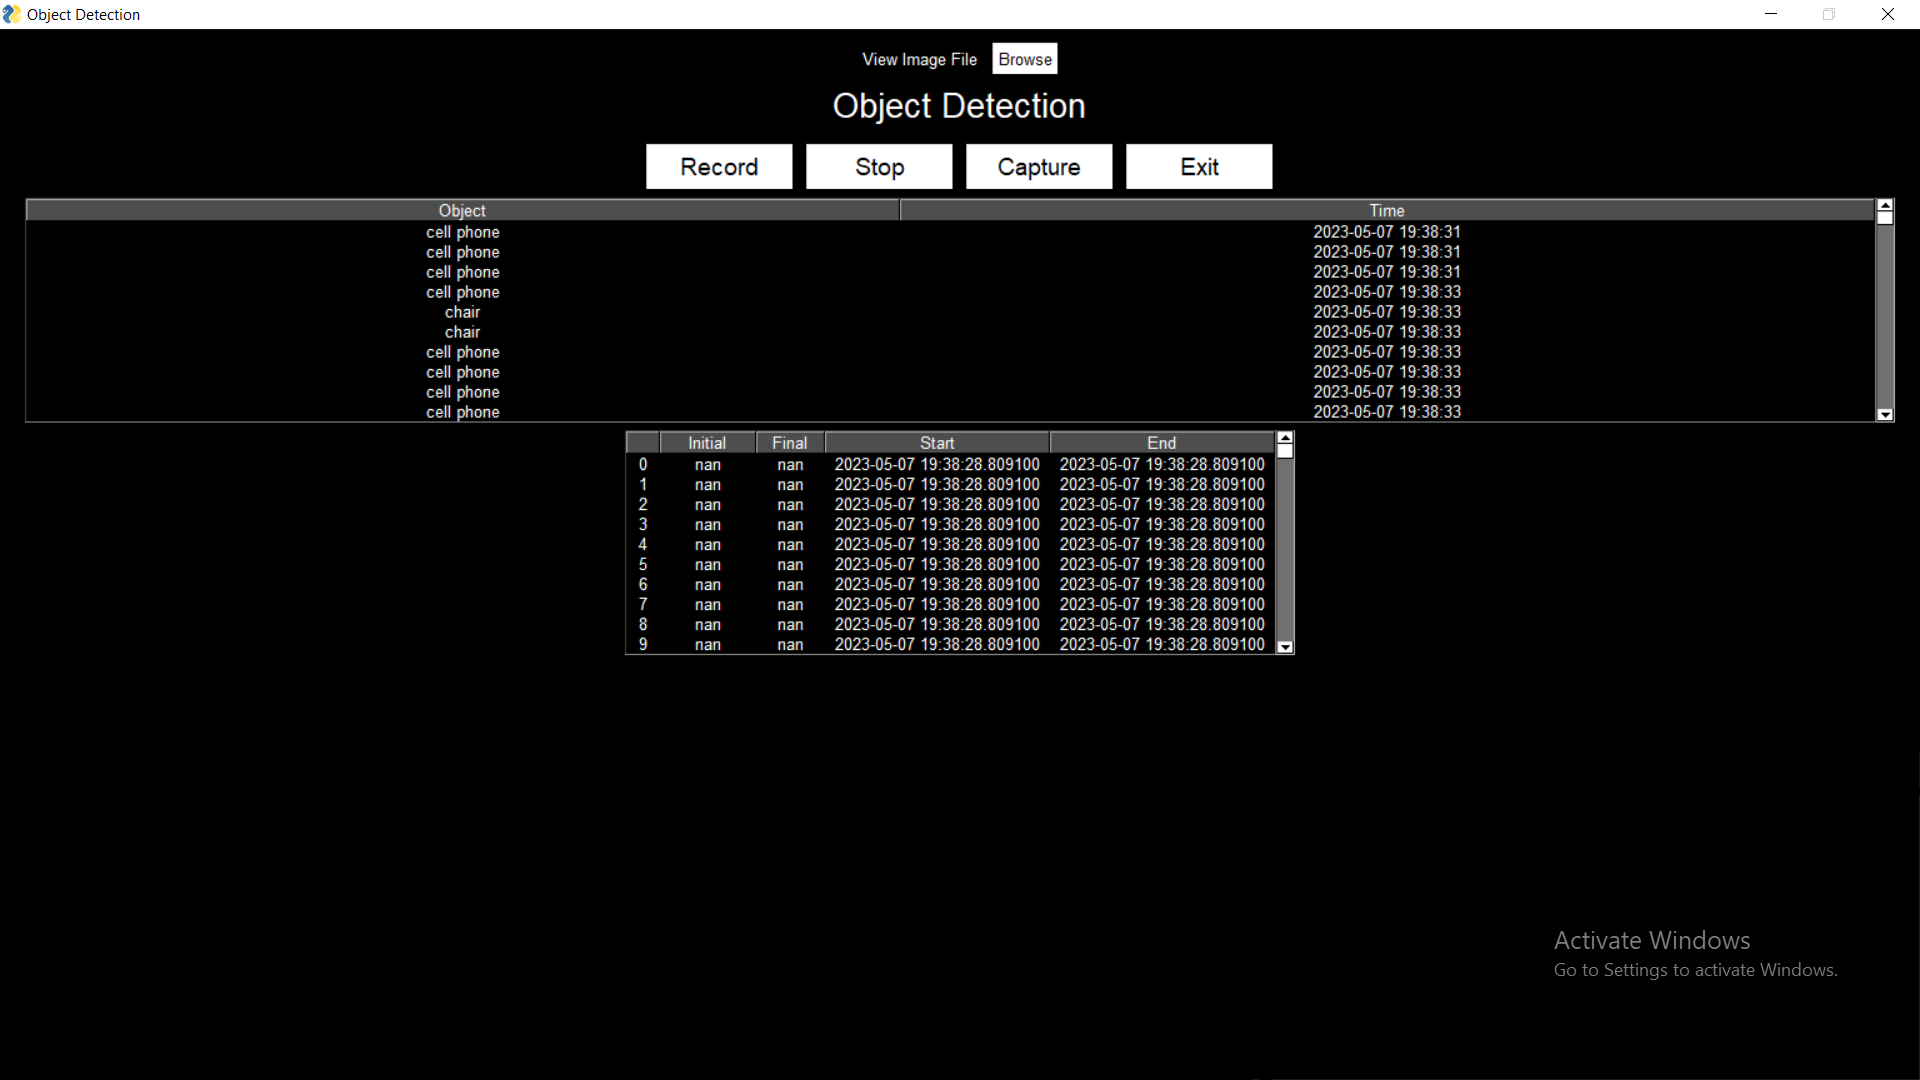 Object Detection
View Image File Browse
Object Detection
Record Stop Capture Exit
Object Time
cell phone 2023-05-07 19:38:31
cell phone 2023-05-07 19:38:31
cell phone 2023-05-07 19:38:31
cell phone 2023-05-07 19:38:33
chair 2023-05-07 19:38:33
chair 2023-05-07 19:38:33
cell phone 2023-05-07 19:38:33
cell phone 2023-05-07 19:38:33
cell phone 2023-05-07 19:38:33
cell phone 2023-05-07 19:38:33
Initial Final Start End
0 nan nan 2023-05-07 19:38:28.809100 2023-05-07 19:38:28.809100
1 nan nan 2023-05-07 19:38:28.809100 2023-05-07 19:38:28.809100
2 nan nan 2023-05-07 19:38:28.809100 2023-05-07 19:38:28.809100
3 nan nan 2023-05-07 19:38:28.809100 2023-05-07 19:38:28.809100
4 nan nan 2023-05-07 19:38:28.809100 2023-05-07 19:38:28.809100
5 nan nan 2023-05-07 19:38:28.809100 2023-05-07 19:38:28.809100
6 nan nan 2023-05-07 19:38:28.809100 2023-05-07 19:38:28.809100
7 nan nan 2023-05-07 19:38:28.809100 2023-05-07 19:38:28.809100
8 nan nan 2023-05-07 19:38:28.809100 2023-05-07 19:38:28.809100
9 nan nan 2023-05-07 19:38:28.809100 2023-05-07 19:38:28.809100
Activate Windows
Go to Settings to activate Windows.